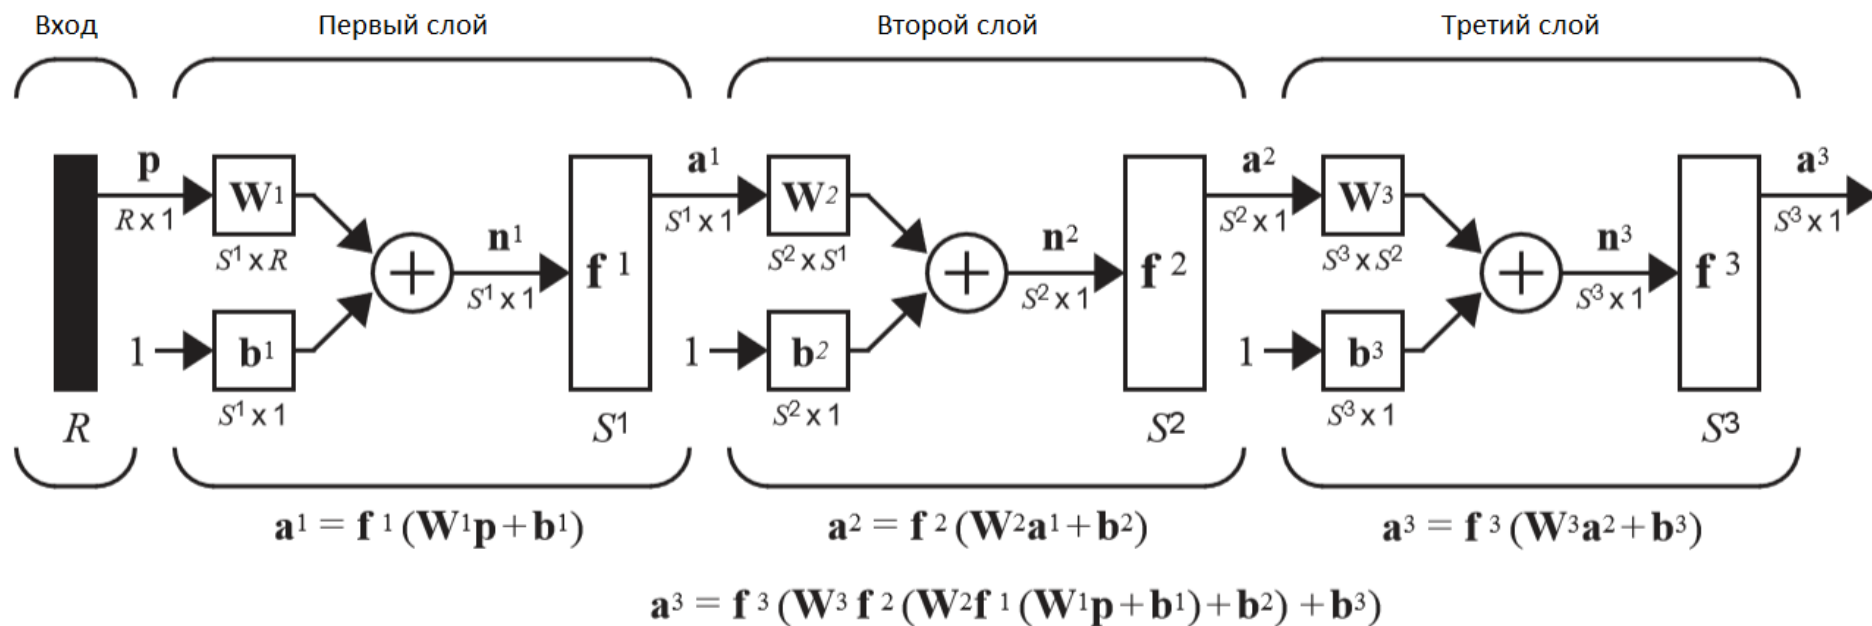 Вход Первый слой Второй слой Третий слой
p a¹ a² a³
W¹ W² W³
R x 1 S¹ x 1 S² x 1 S³ x 1
n¹ n² n³
S¹ x R S² x S¹ S³ x S²
f ¹ f ² f ³
S¹ x 1 S² x 1 S³ x 1
1 b¹ 1 b² 1 b³
S¹ x 1 S² x 1 S³ x 1
R S¹ S² S³
a¹ = f ¹ (W¹p + b¹) a² = f ² (W²a¹ + b²) a³ = f ³ (W³a² + b³)
a³ = f ³ (W³ f ² (W²f ¹ (W¹p + b¹) + b²) + b³)